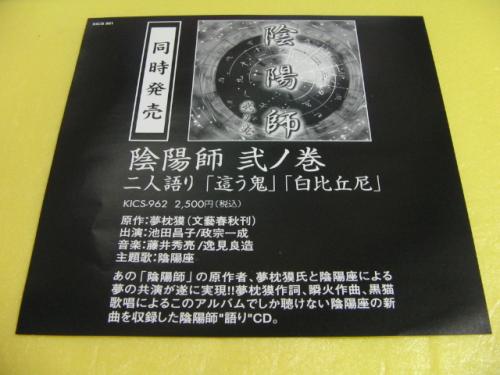 KICS 961
同時発売
陰陽師
陰陽師 弐ノ巻
二人語り「這う鬼」「白比丘尼」
KICS-962 2,500円(税込)
原作:夢枕獏(文藝春秋刊)
出演:池田昌子/政宗一成
音楽:藤井秀亮/逸見良造
主題歌:陰陽座
あの「陰陽師」の原作者、夢枕獏氏と陰陽座による
夢の共演が遂に実現!!夢枕獏作詞、瞬火作曲、黒猫
歌唱によるこのアルバムでしか聴けない陰陽座の新
曲を収録した陰陽師"語り"CD。